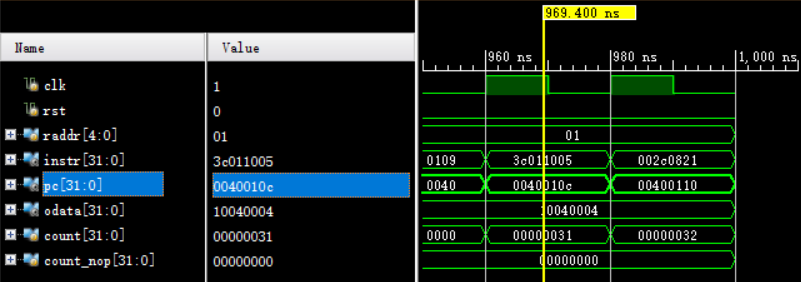 969.400 ns
Name Value 960 ns 980 ns 1,000 ns
clk 1
rst 0
raddr[4:0] 01 01
instr[31:0] 3c011005 0109 3c011005 002c0821
pc[31:0] 0040010c 0040 0040010c 00400110
odata[31:0] 10040004 10040004
count[31:0] 00000031 0000 00000031 00000032
count_nop[31:0] 00000000 00000000